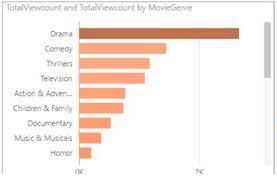 TotalViewcount and TotalViewcount by MovieGenre
Drama
Comedy
Thrillers
Television
Action & Adven...
Children & Family
Documentary
Music & Musicals
Horror
0K
2K